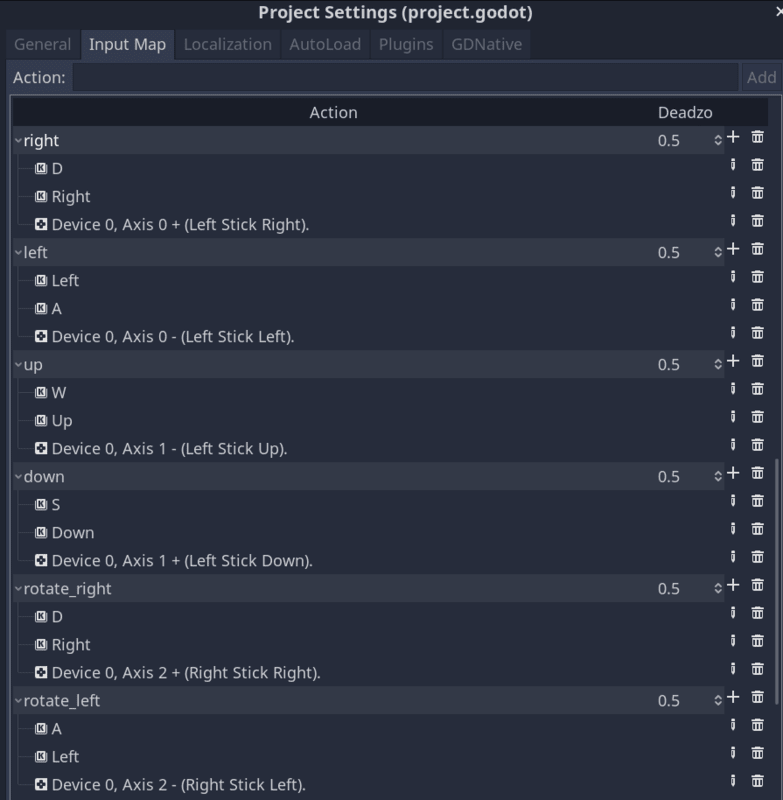 Project Settings (project.godot)
General Input Map Localization AutoLoad Plugins GDNative
Action: Add
Action Deadzo
right 0.5
D
Right
Device 0, Axis 0 + (Left Stick Right).
left 0.5
Left
A
Device 0, Axis 0 - (Left Stick Left).
up 0.5
W
Up
Device 0, Axis 1 - (Left Stick Up).
down 0.5
S
Down
Device 0, Axis 1 + (Left Stick Down).
rotate_right 0.5
D
Right
Device 0, Axis 2 + (Right Stick Right).
rotate_left 0.5
A
Left
Device 0, Axis 2 - (Right Stick Left).